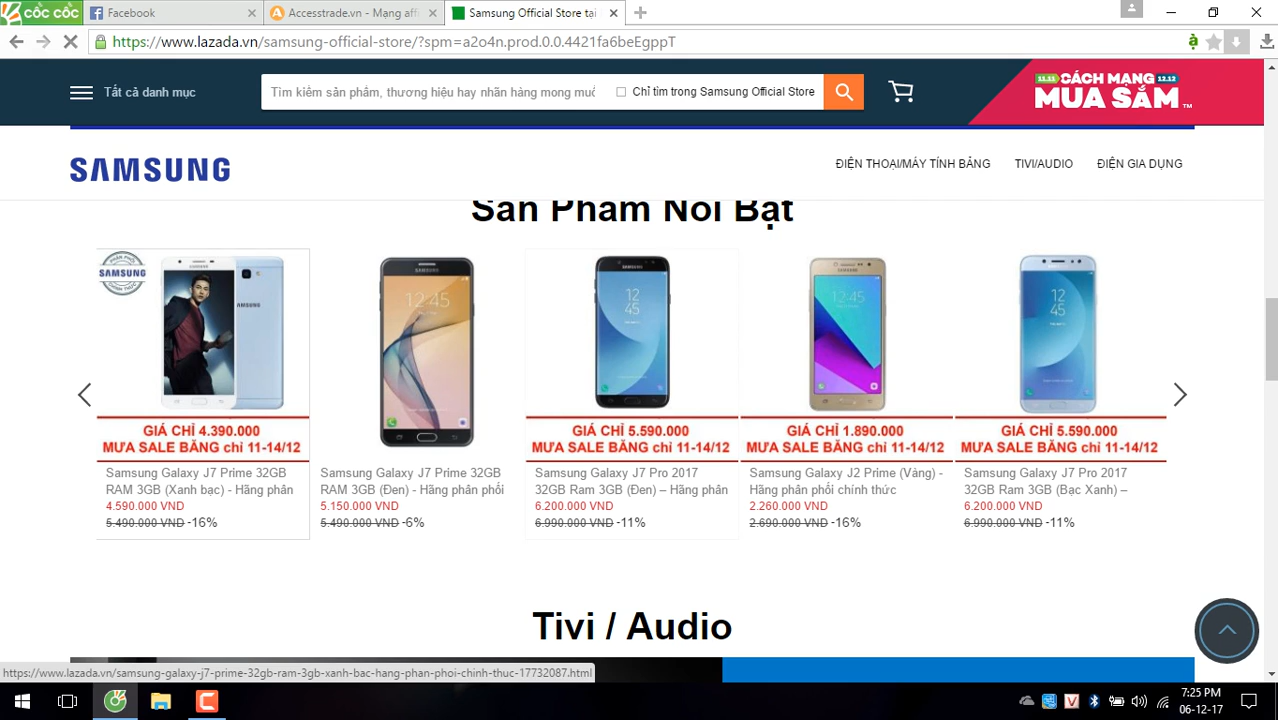 CỐC CỐC
Facebook
Accesstrade.vn - Mạng aff
Samsung Official Store tại
https://www.lazada.vn/samsung-official-store/?spm=a2o4n.prod.0.0.4421fa6beEgppT
Tất cả danh mục
Tìm kiếm sản phẩm, thương hiệu hay nhãn hàng mong muố
Chỉ tìm trong Samsung Official Store
11.11 CÁCH MẠNG 12.12
MUA SẮM TM
SAMSUNG
ĐIỆN THOẠI/MÁY TÍNH BẢNG
TIVI/AUDIO
ĐIỆN GIA DỤNG
Sản Phẩm Nổi Bật
SAMSUNG
GIÁ CHỈ 4.390.000
MƯA SALE BĂNG chỉ 11-14/12
Samsung Galaxy J7 Prime 32GB
RAM 3GB (Xanh bạc) - Hãng phân
4.590.000 VND
5.490.000 VND -16%
Samsung Galaxy J7 Prime 32GB
RAM 3GB (Đen) - Hãng phân phối
5.150.000 VND
5.490.000 VND -6%
GIÁ CHỈ 5.590.000
MƯA SALE BĂNG chỉ 11-14/12
Samsung Galaxy J7 Pro 2017
32GB Ram 3GB (Đen) – Hãng phân
6.200.000 VND
6.990.000 VND -11%
GIÁ CHỈ 1.890.000
MƯA SALE BĂNG chỉ 11-14/12
Samsung Galaxy J2 Prime (Vàng) -
Hãng phân phối chính thức
2.260.000 VND
2.690.000 VND -16%
GIÁ CHỈ 5.590.000
MƯA SALE BĂNG chỉ 11-14/12
Samsung Galaxy J7 Pro 2017
32GB Ram 3GB (Bạc Xanh) –
6.200.000 VND
6.990.000 VND -11%
Tivi / Audio
https://www.lazada.vn/samsung-galaxy-j7-prime-32gb-ram-3gb-xanh-bac-hang-phan-phoi-chinh-thuc-17732087.html
7:25 PM
06-12-17